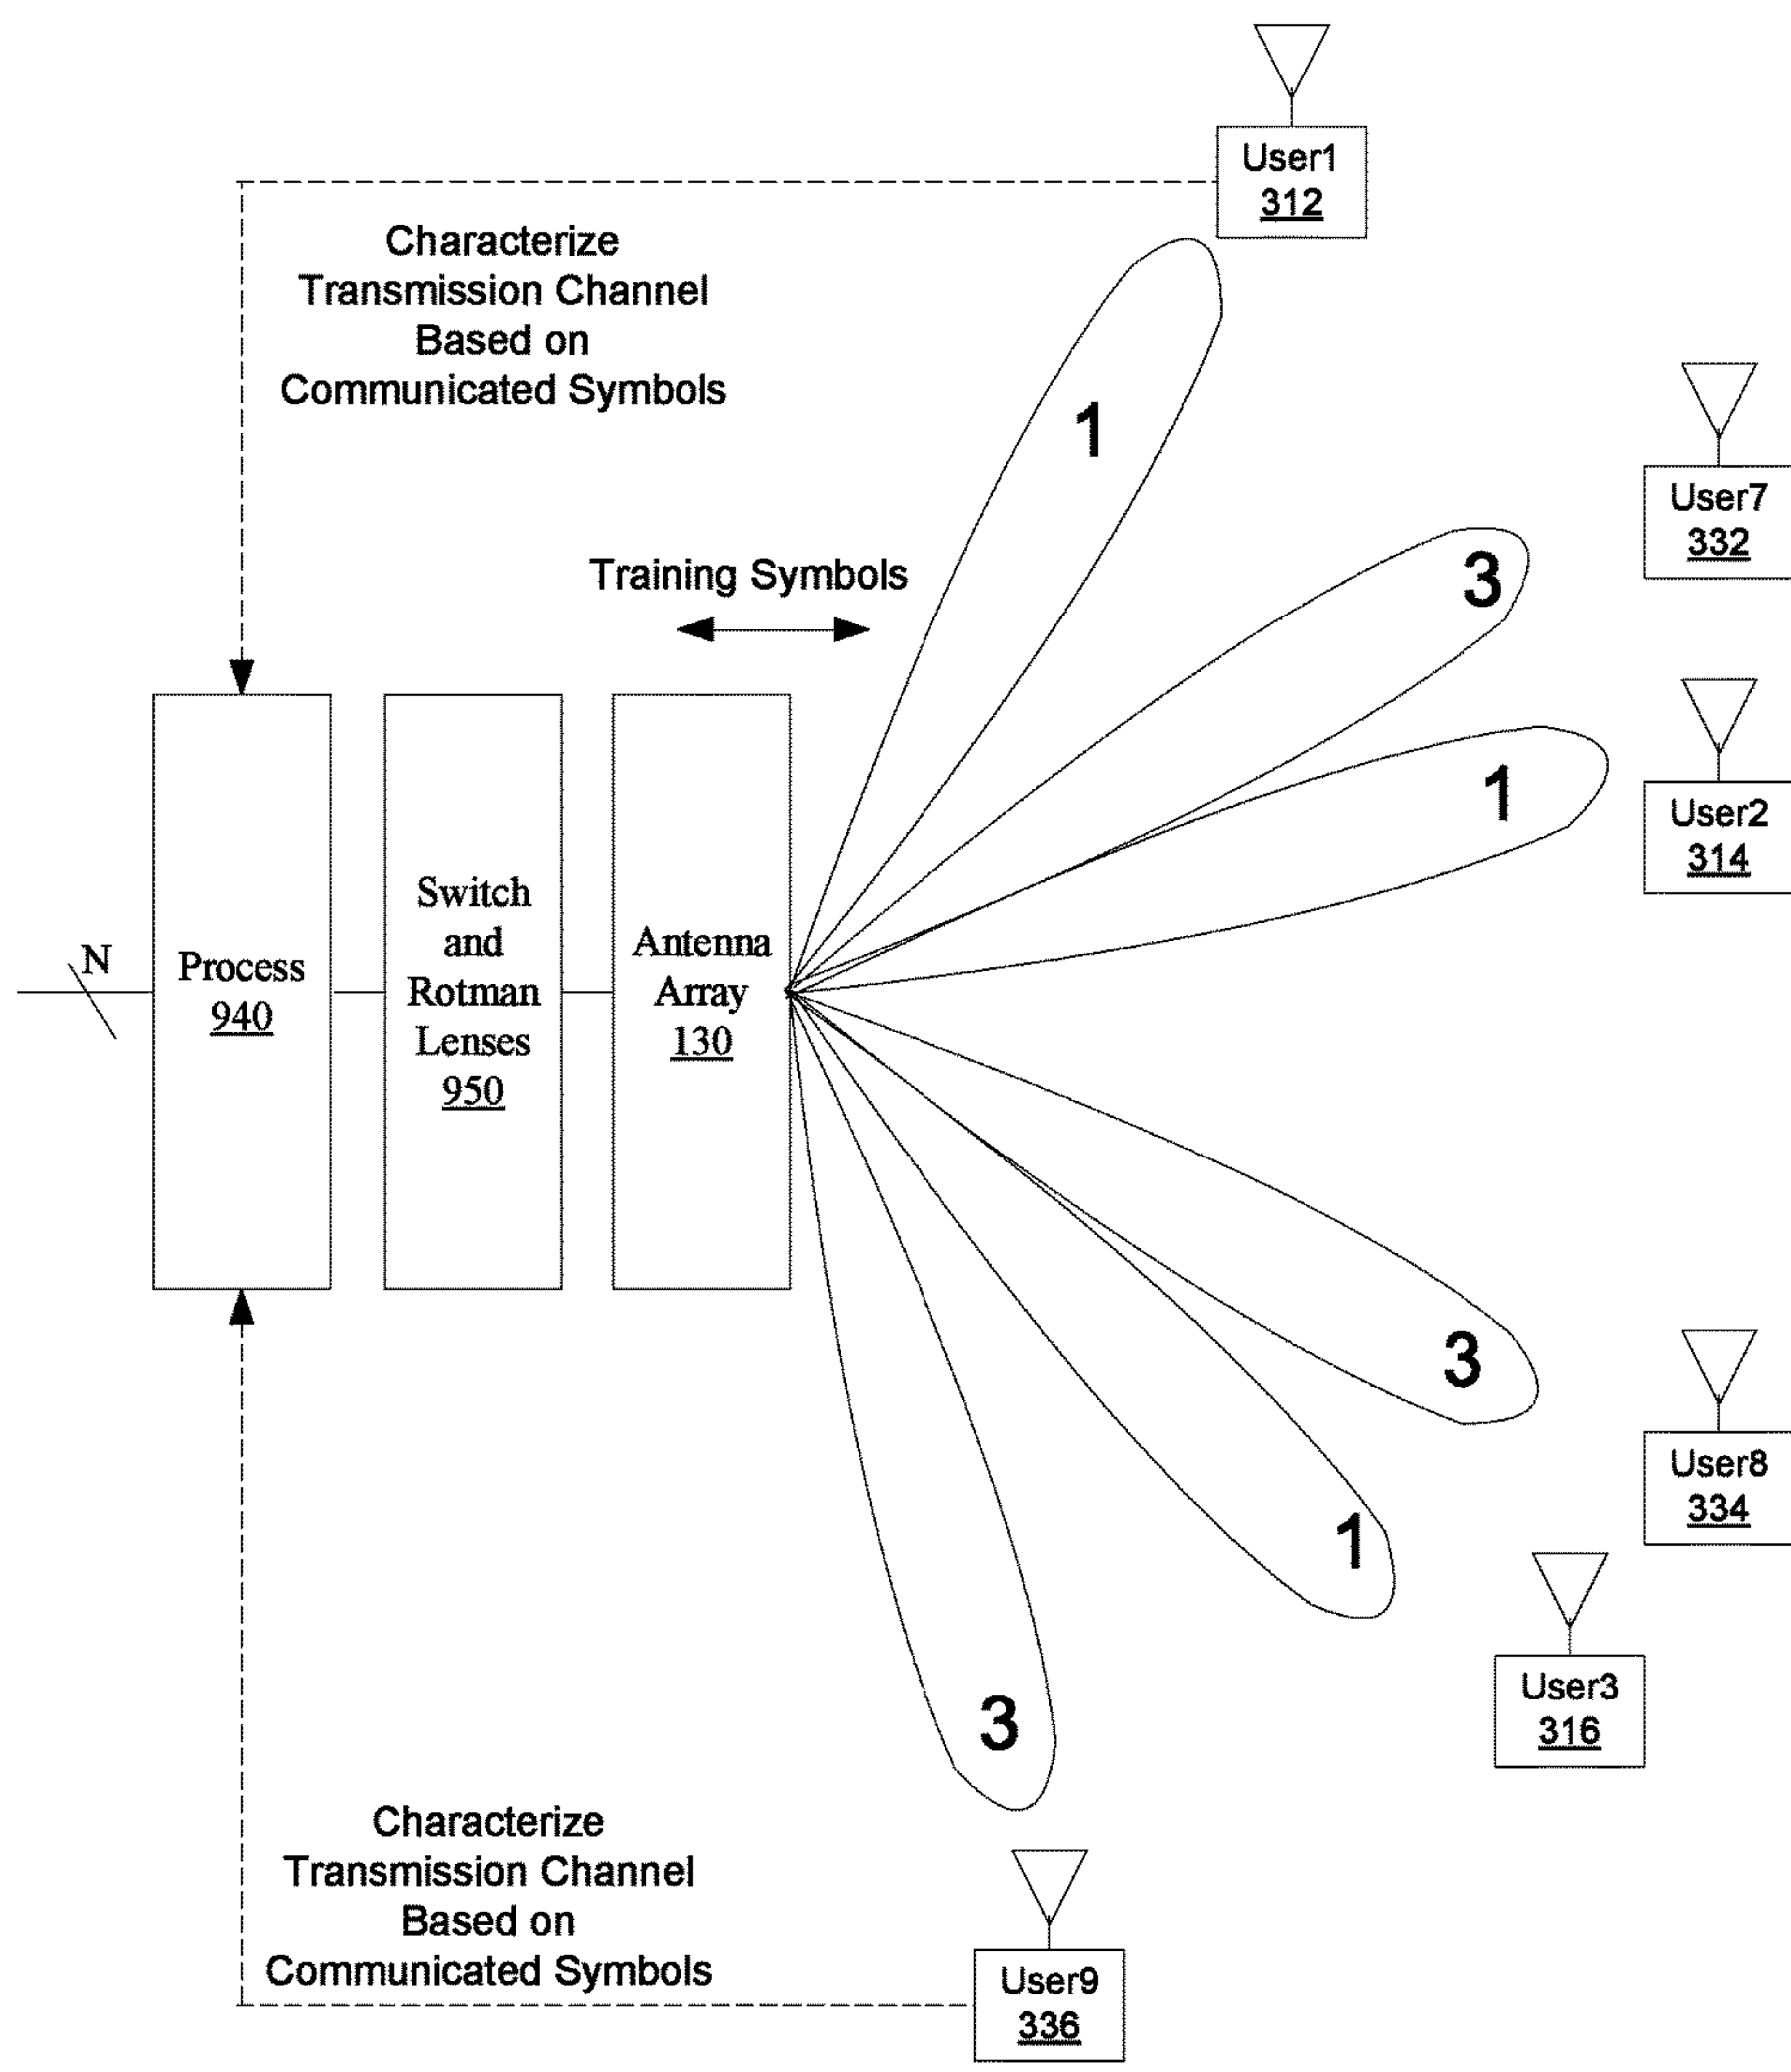 User1
312
Characterize
Transmission Channel
Based on
Communicated Symbols
1
User7
332
3
Training Symbols
1
User2
314
N
Process
940
Switch
and
Rotman
Lenses
950
Antenna
Array
130
3
User8
334
1
User3
316
3
Characterize
Transmission Channel
Based on
Communicated Symbols
User9
336